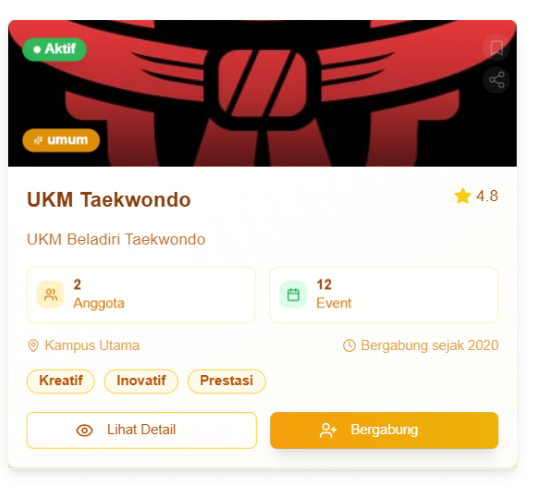 Aktif
umum
UKM Taekwondo
4.8
UKM Beladiri Taekwondo
2
Anggota
12
Event
Kampus Utama
Bergabung sejak 2020
Kreatif
Inovatif
Prestasi
Lihat Detail
Bergabung